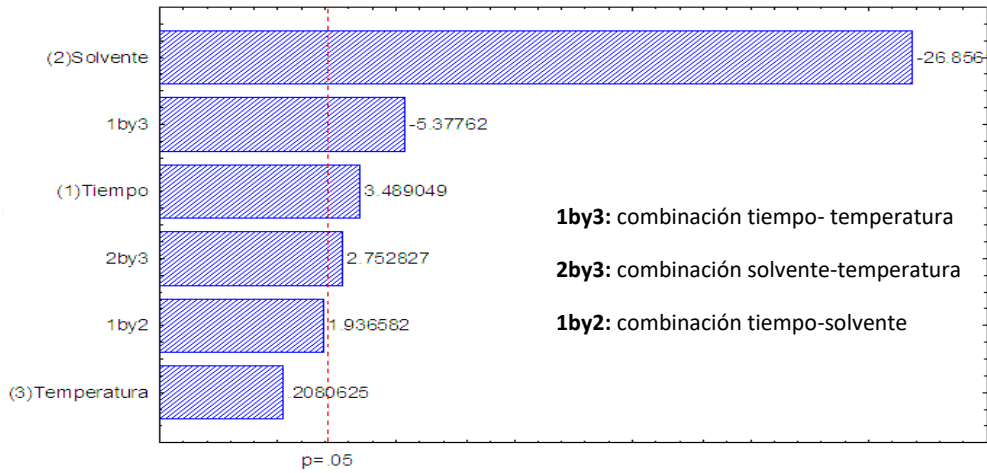 (2)Solvente
-26.856
1by3
-5.37762
(1)Tiempo
3.489049
2by3
2.752827
1by2
1.936582
(3)Temperatura
.2080625
p=.05
1by3: combinación tiempo- temperatura
2by3: combinación solvente-temperatura
1by2: combinación tiempo-solvente